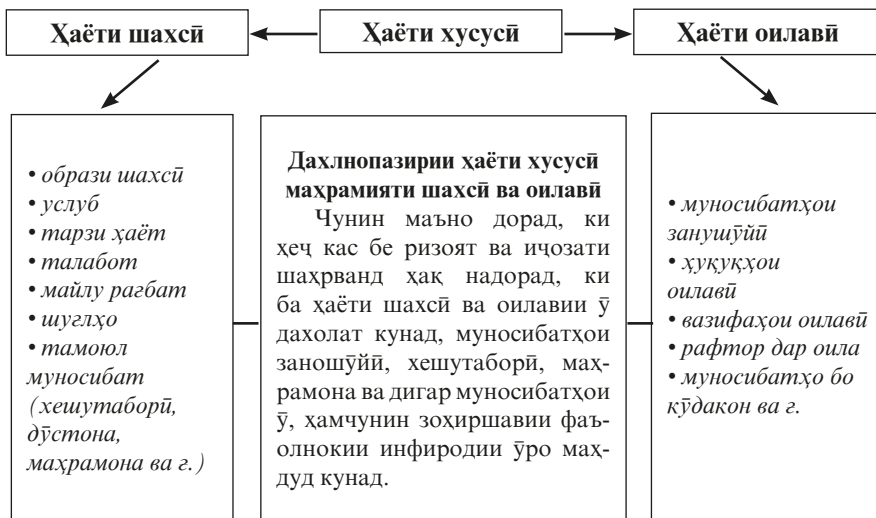 Ҳаёти шахсӣ
Ҳаёти хусусӣ
Ҳаёти оилавӣ
• образи шахсӣ
• услуб
• тарзи ҳаёт
• талабот
• майлу рағбат
• шуғлҳо
• тамоюл
муносибат
(хешутаборӣ,
дӯстона,
маҳрамона ва ғ.)
Дахлнопазирии ҳаёти хусусӣ
маҳрамияти шахсӣ ва оилавӣ
Чунин маъно дорад, ки
ҳеҷ кас бе ризоят ва иҷозати
шаҳрванд ҳақ надорад, ки
ба ҳаёти шахсӣ ва оилавии ӯ
дахолат кунад, муносибатҳои
заношӯйӣ, хешутаборӣ, маҳ-
рамона ва дигар муносибатҳои
ӯ, ҳамчунин зоҳиршавии фаъ-
олнокии инфиродии ӯро маҳ-
дуд кунад.
• муносибатҳои
занушӯйӣ
• ҳуқуқҳои
оилавӣ
• вазифаҳои оилавӣ
• рафтор дар оила
• муносибатҳо бо
кӯдакон ва г.